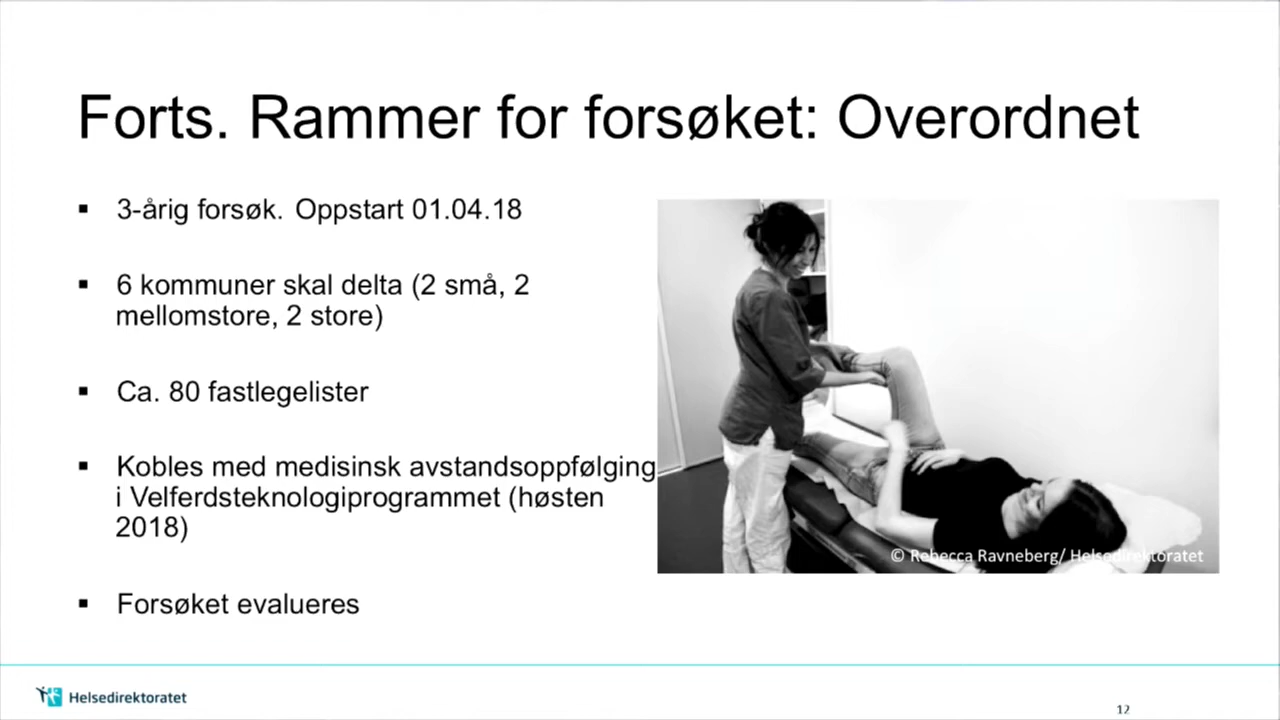 Forts. Rammer for forsøket: Overordnet
▪ 3-årig forsøk. Oppstart 01.04.18
▪ 6 kommuner skal delta (2 små, 2
mellomstore, 2 store)
▪ Ca. 80 fastlegelister
▪ Kobles med medisinsk avstandsoppfølging
i Velferdsteknologiprogrammet (høsten
2018)
▪ Forsøket evalueres
© Rebecca Ravneberg/ Helsedirektoratet
Helsedirektoratet
12